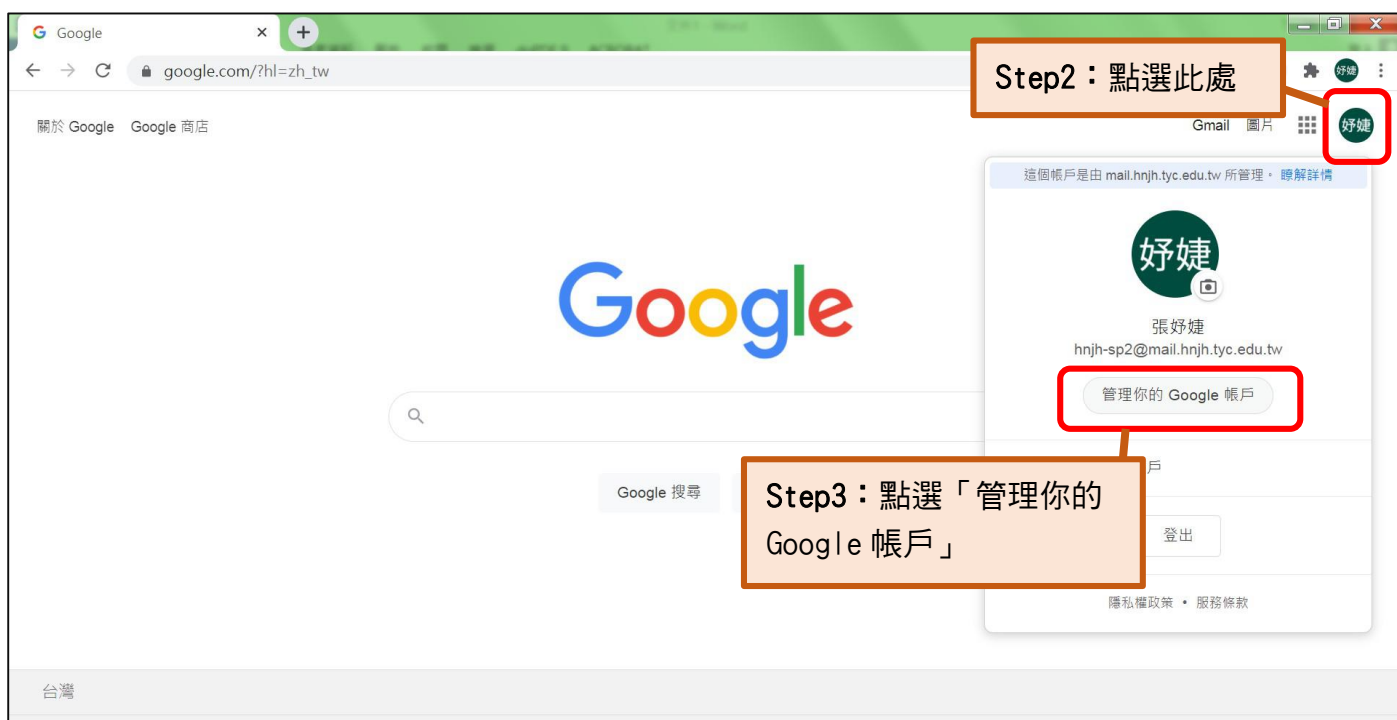 Google
google.com/?hl=zh_tw
Step2：點選此處
妤婕
關於 Google Google 商店
Gmail 圖片
妤婕
這個帳戶是由 mail.hnjh.tyc.edu.tw 所管理。 瞭解詳情
妤婕
Google
張妤婕
hnjh-sp2@mail.hnjh.tyc.edu.tw
管理你的 Google 帳戶
戶
Google 搜尋
Step3：點選「管理你的
Google 帳戶」
登出
隱私權政策 • 服務條款
台灣